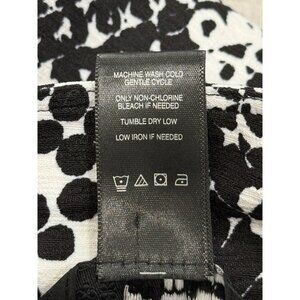 MACHINE WASH COLD
GENTLE CYCLE
ONLY NON-CHLORINE
BLEACH IF NEEDED
TUMBLE DRY LOW
LOW IRON IF NEEDED